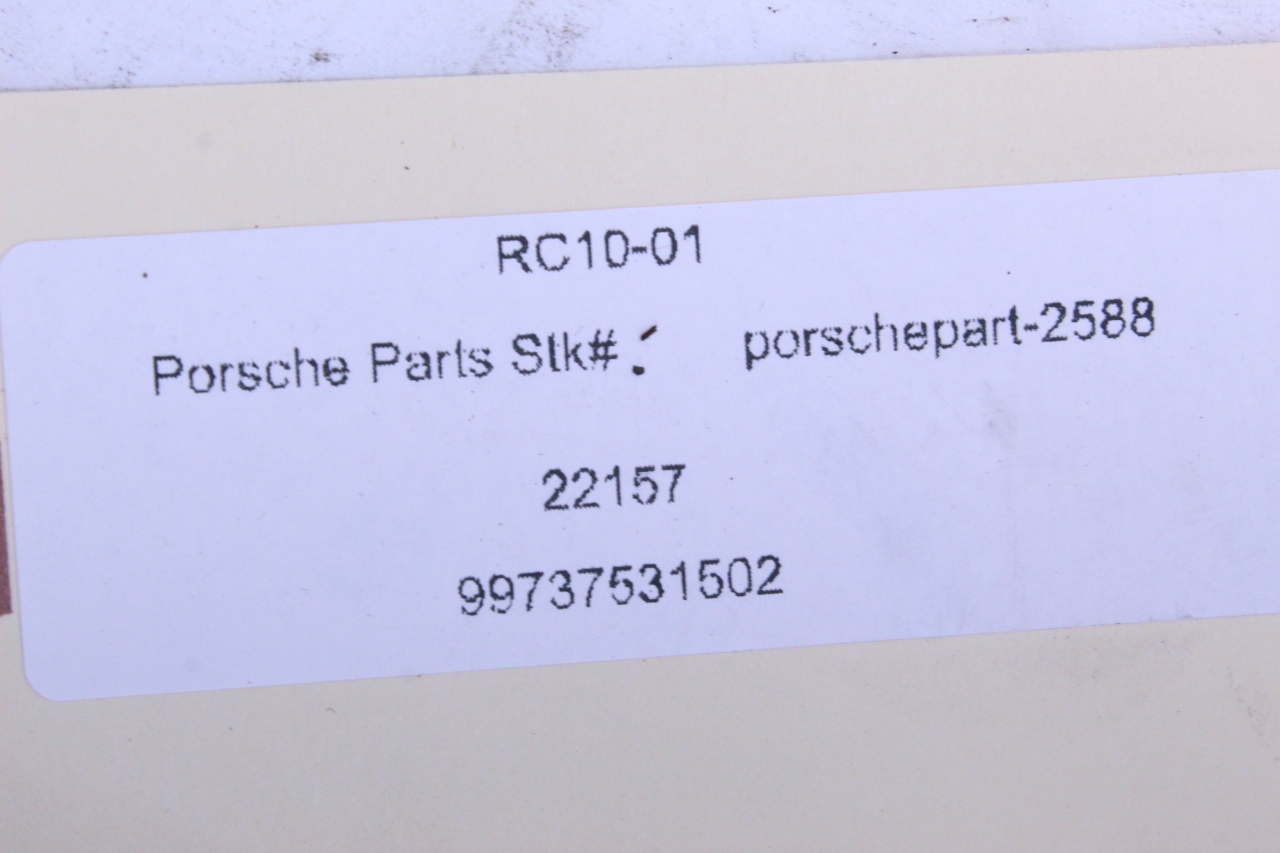 RC10-01
Porsche Parts Stk#: porschepart-2588
22157
99737531502